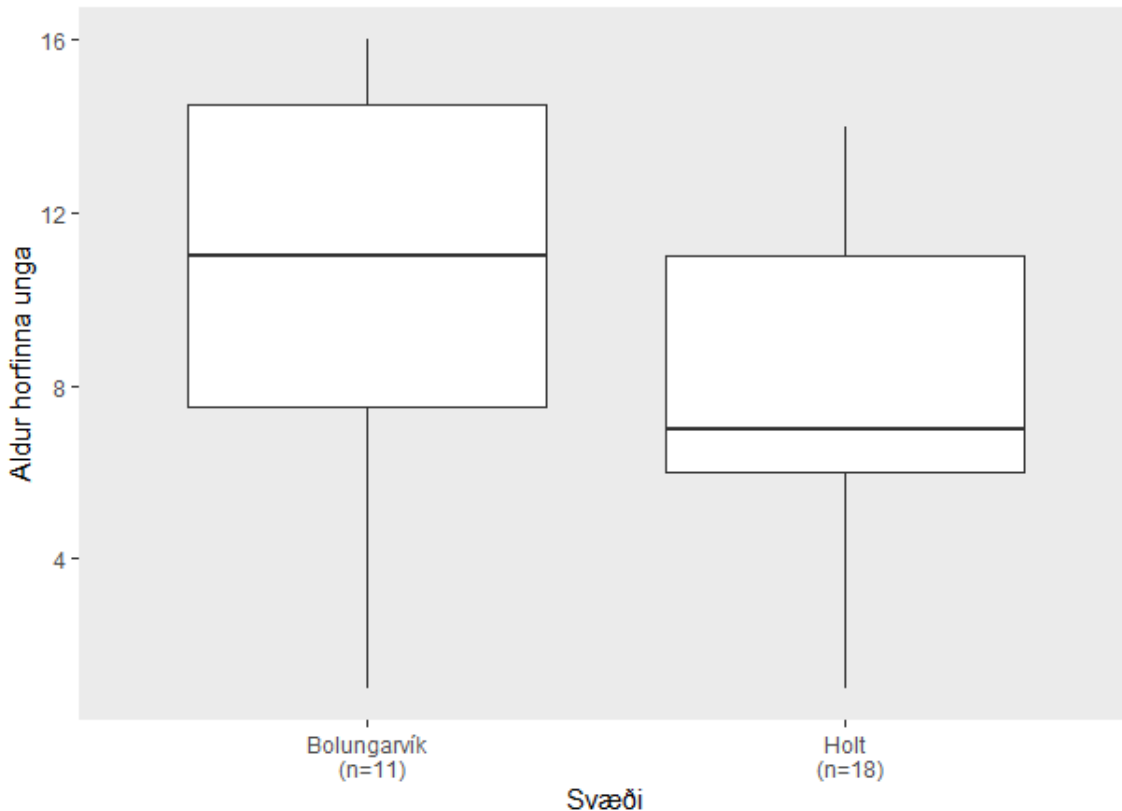 Aldur horfinna unga
16
12
8
4
Bolungarvík
(n=11)
Holt
(n=18)
Svæði